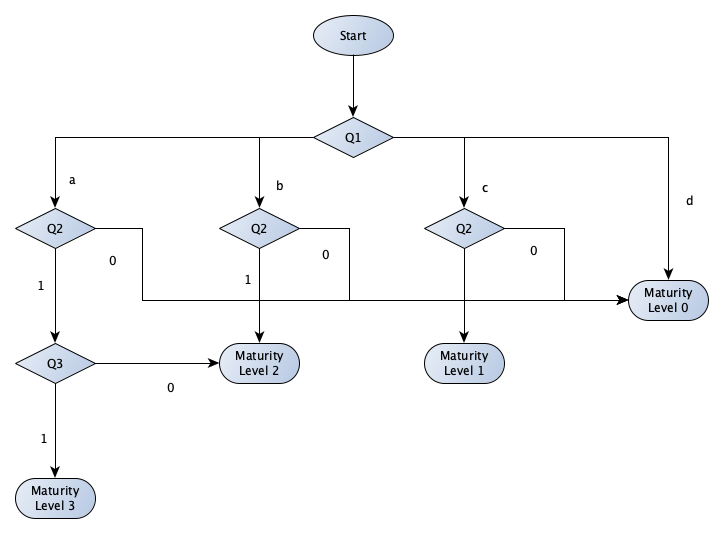 Start
Q1
a
b
c
d
Q2
Q2
Q2
0
0
0
1
1
Maturity
Level 0
Q3
Maturity
Level 2
Maturity
Level 1
0
1
Maturity
Level 3